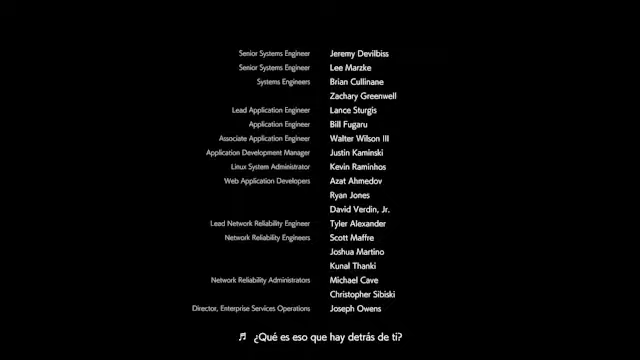 Senior Systems Engineer Jeremy Devilbiss
Senior Systems Engineer Lee Marzke
Systems Engineers Brian Cullinane
Zachary Greenwell
Lead Application Engineer Lance Sturgis
Application Engineer Bill Fugaru
Associate Application Engineer Walter Wilson III
Application Development Manager Justin Kaminski
Linux System Administrator Kevin Raminhos
Web Application Developers Azat Ahmedov
Ryan Jones
David Verdin, Jr.
Lead Network Reliability Engineer Tyler Alexander
Network Reliability Engineers Scott Maffre
Joshua Martino
Kunal Thanki
Network Reliability Administrators Michael Cave
Christopher Sibiski
Director, Enterprise Services Operations Joseph Owens
♬ ¿Qué es eso que hay detrás de ti?